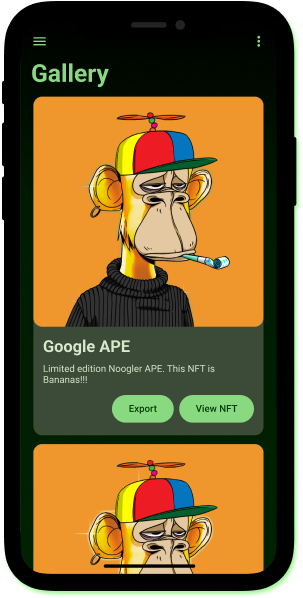 Gallery
Google APE
Limited edition Noogler APE. This NFT is
Bananas!!!
Export
View NFT